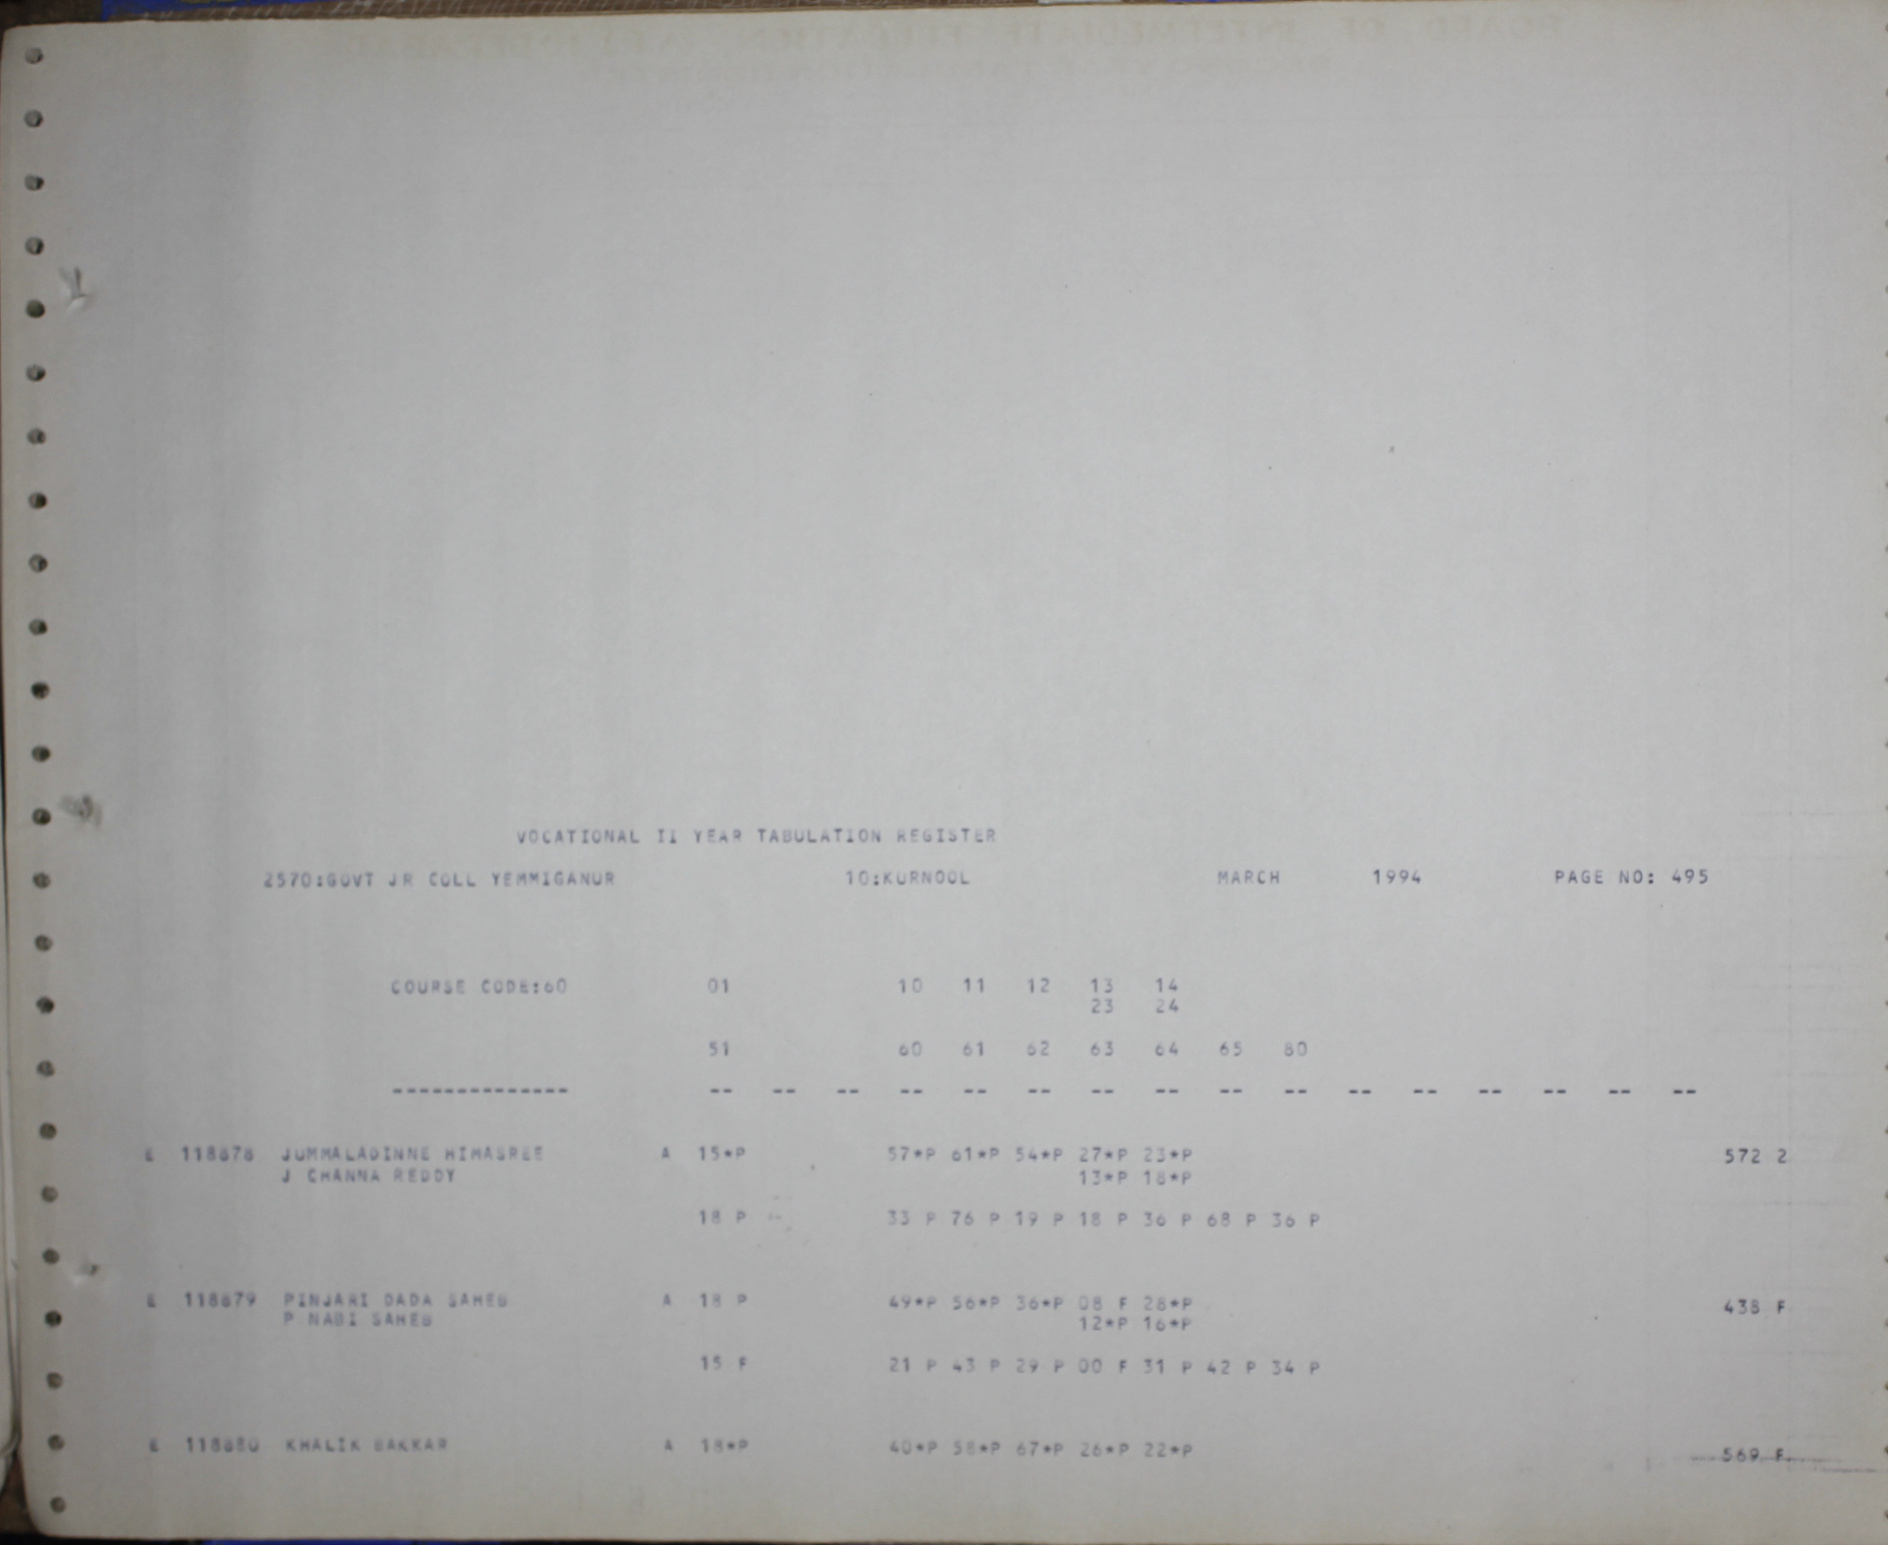 VOCATIONAL II YEAR TABULATION REGISTER
2570:GOVT JR COLL YEMMIGANUR 10:KURNOOL MARCH 1994 PAGE NO: 495
COURSE CODE:60 01 10 11 12 13 14
23 24
51 60 61 62 63 64 65 80
-------------- -- -- -- -- -- -- -- -- -- -- -- -- -- -- -- --
E 118878 JUMMALADINNE HIMASREE A 15*P 57*P 61*P 54*P 27*P 23*P 572 2
J CHANNA REDDY 13*P 18*P
18 P 33 P 76 P 19 P 18 P 36 P 68 P 36 P
E 118879 PINJARI DADA SAHEB A 18 P 49*P 56*P 36*P 08 F 28*P 438 F
P NABI SAHEB 12*P 16*P
15 F 21 P 43 P 29 P 00 F 31 P 42 P 34 P
E 118880 KHALIK BAKKAR A 18*P 40*P 58*P 67*P 26*P 22*P 569 F